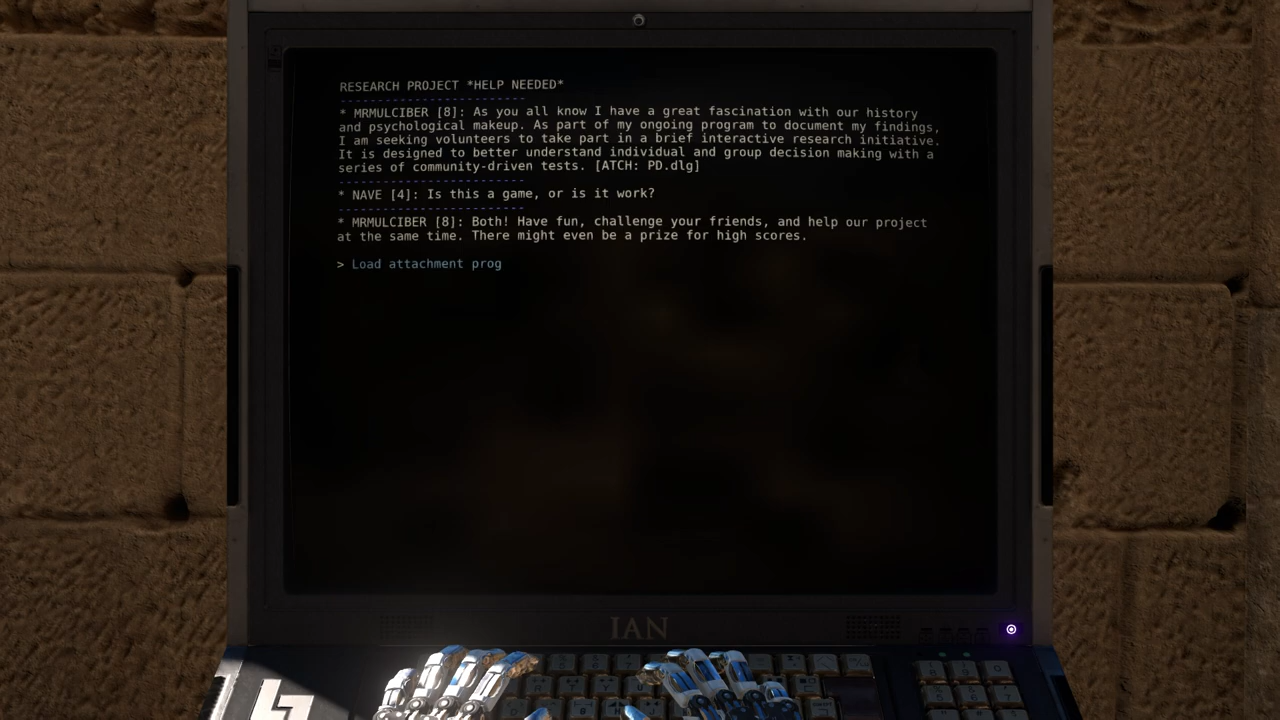 RESEARCH PROJECT *HELP NEEDED*
-------------------------
* MRMULCIBER [8]: As you all know I have a great fascination with our history
and psychological makeup. As part of my ongoing program to document my findings,
I am seeking volunteers to take part in a brief interactive research initiative.
It is designed to better understand individual and group decision making with a
series of community-driven tests. [ATCH: PD.dlg]
-------------------------
* NAVE [4]: Is this a game, or is it work?
-------------------------
* MRMULCIBER [8]: Both! Have fun, challenge your friends, and help our project
at the same time. There might even be a prize for high scores.
> Load attachment prog
IAN